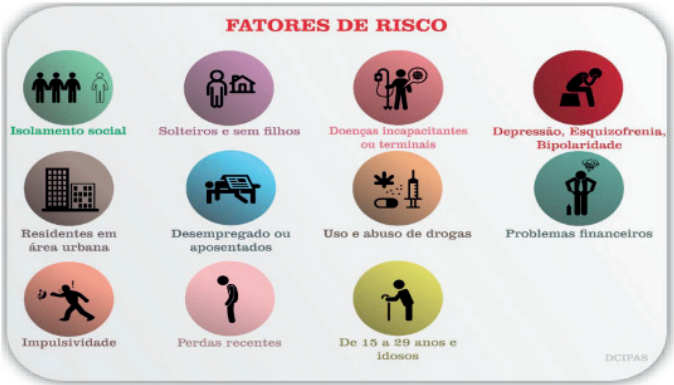 FATORES DE RISCO
Isolamento social
Solteiros e sem filhos
Doenças incapacitantes
ou terminais
Depressão, Esquizofrenia,
Bipolaridade
Residentes em
área urbana
Desempregado ou
aposentados
Uso e abuso de drogas
Problemas financeiros
Impulsividade
Perdas recentes
De 15 a 29 anos e
idosos
DCIPAS